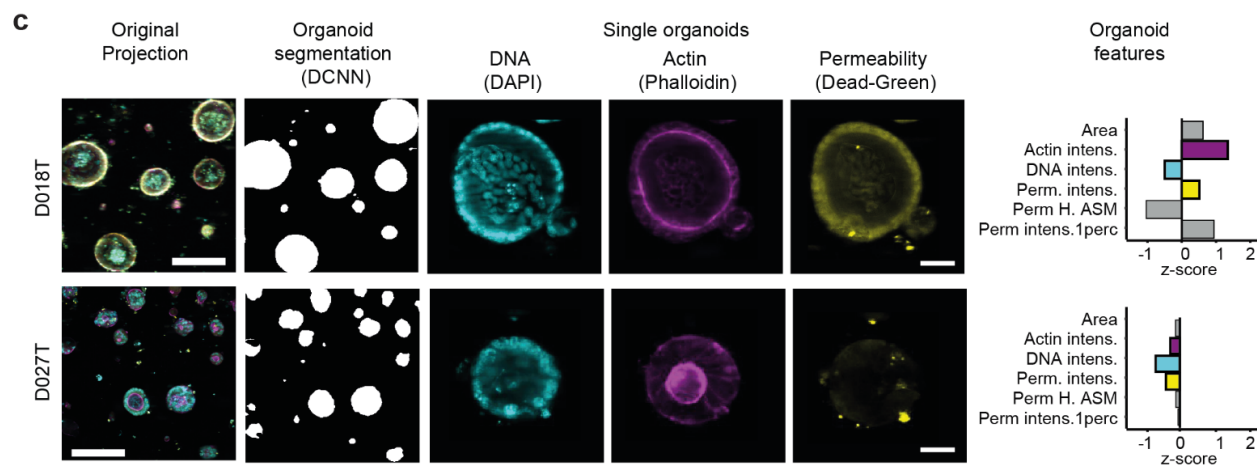 c
Original
Projection
Organoid
segmentation
(DCNN)
Single organoids
DNA
(DAPI)
Actin
(Phalloidin)
Permeability
(Dead-Green)
Organoid
features
D018T
Area
Actin intens.
DNA intens.
Perm. intens.
Perm H. ASM
Perm intens.1perc
-1 0 1 2
z-score
D027T
Area
Actin intens.
DNA intens.
Perm. intens.
Perm H. ASM
Perm intens.1perc
-1 0 1 2
z-score